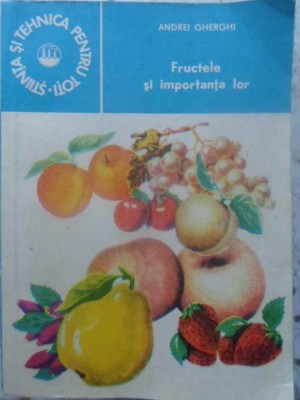 ȘTIINȚA ȘI TEHNICA PENTRU TOȚI
ANDREI GHERGHI
Fructele
și importanța lor